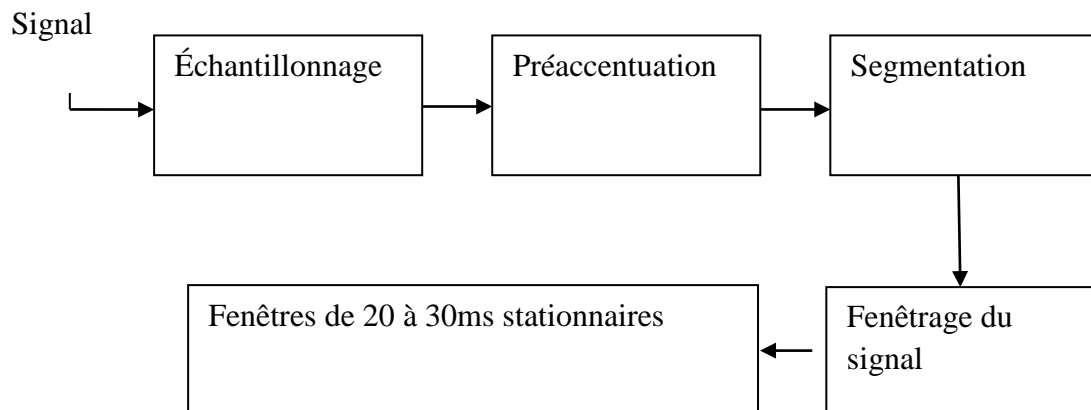 Signal
Échantillonnage
Préaccentuation
Segmentation
Fenêtrage du
signal
Fenêtres de 20 à 30ms stationnaires